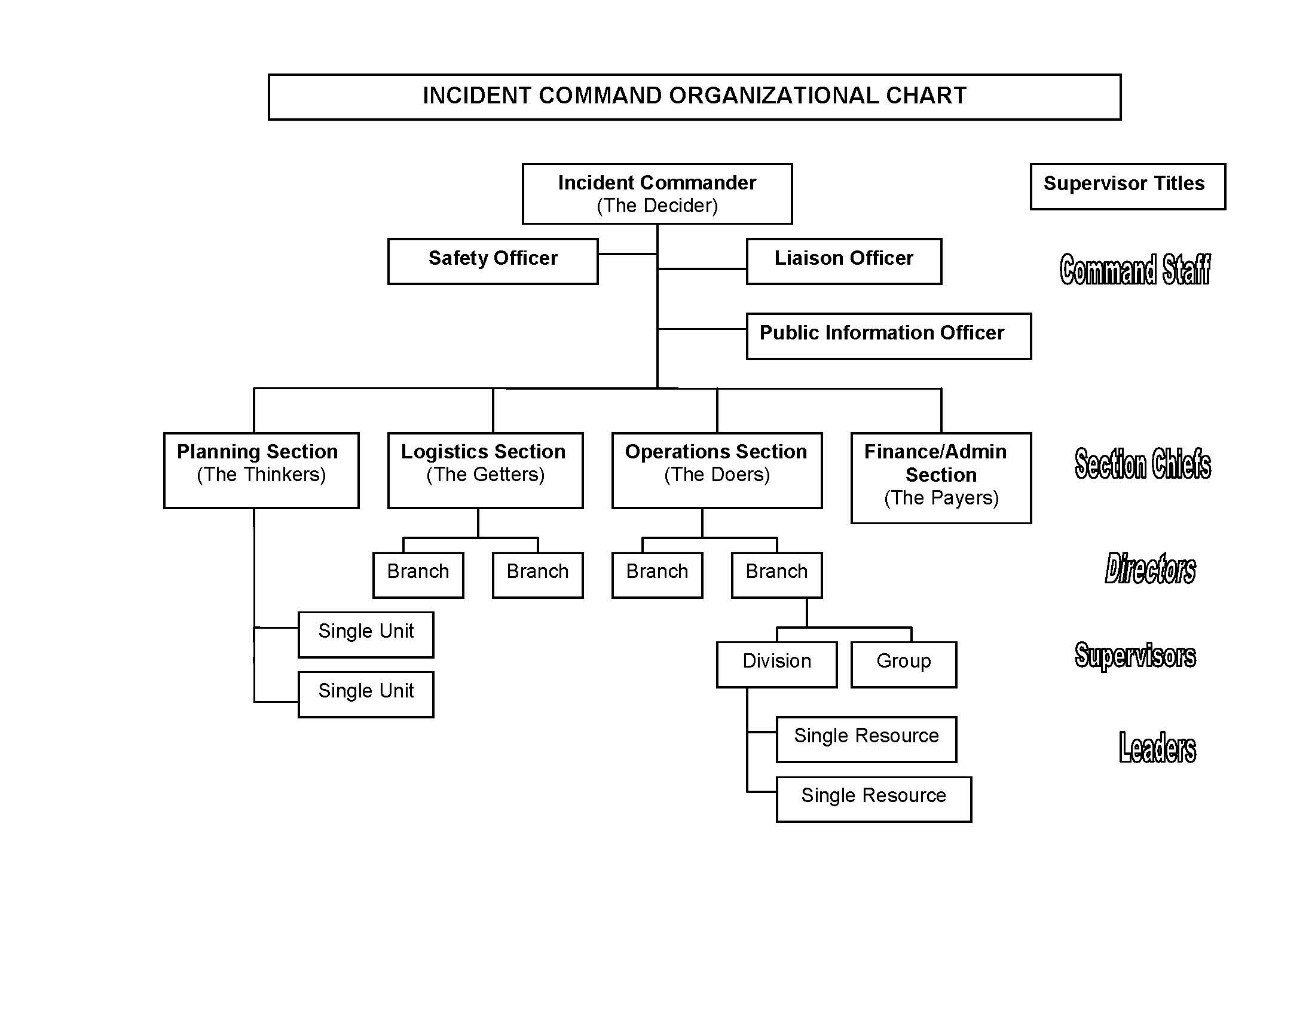 INCIDENT COMMAND ORGANIZATIONAL CHART
Incident Commander
(The Decider)
Supervisor Titles
Safety Officer
Liaison Officer
Command Staff
Public Information Officer
Planning Section
(The Thinkers)
Logistics Section
(The Getters)
Operations Section
(The Doers)
Finance/Admin
Section
(The Payers)
Section Chiefs
Branch
Branch
Branch
Branch
Directors
Single Unit
Single Unit
Division
Group
Supervisors
Single Resource
Leaders
Single Resource